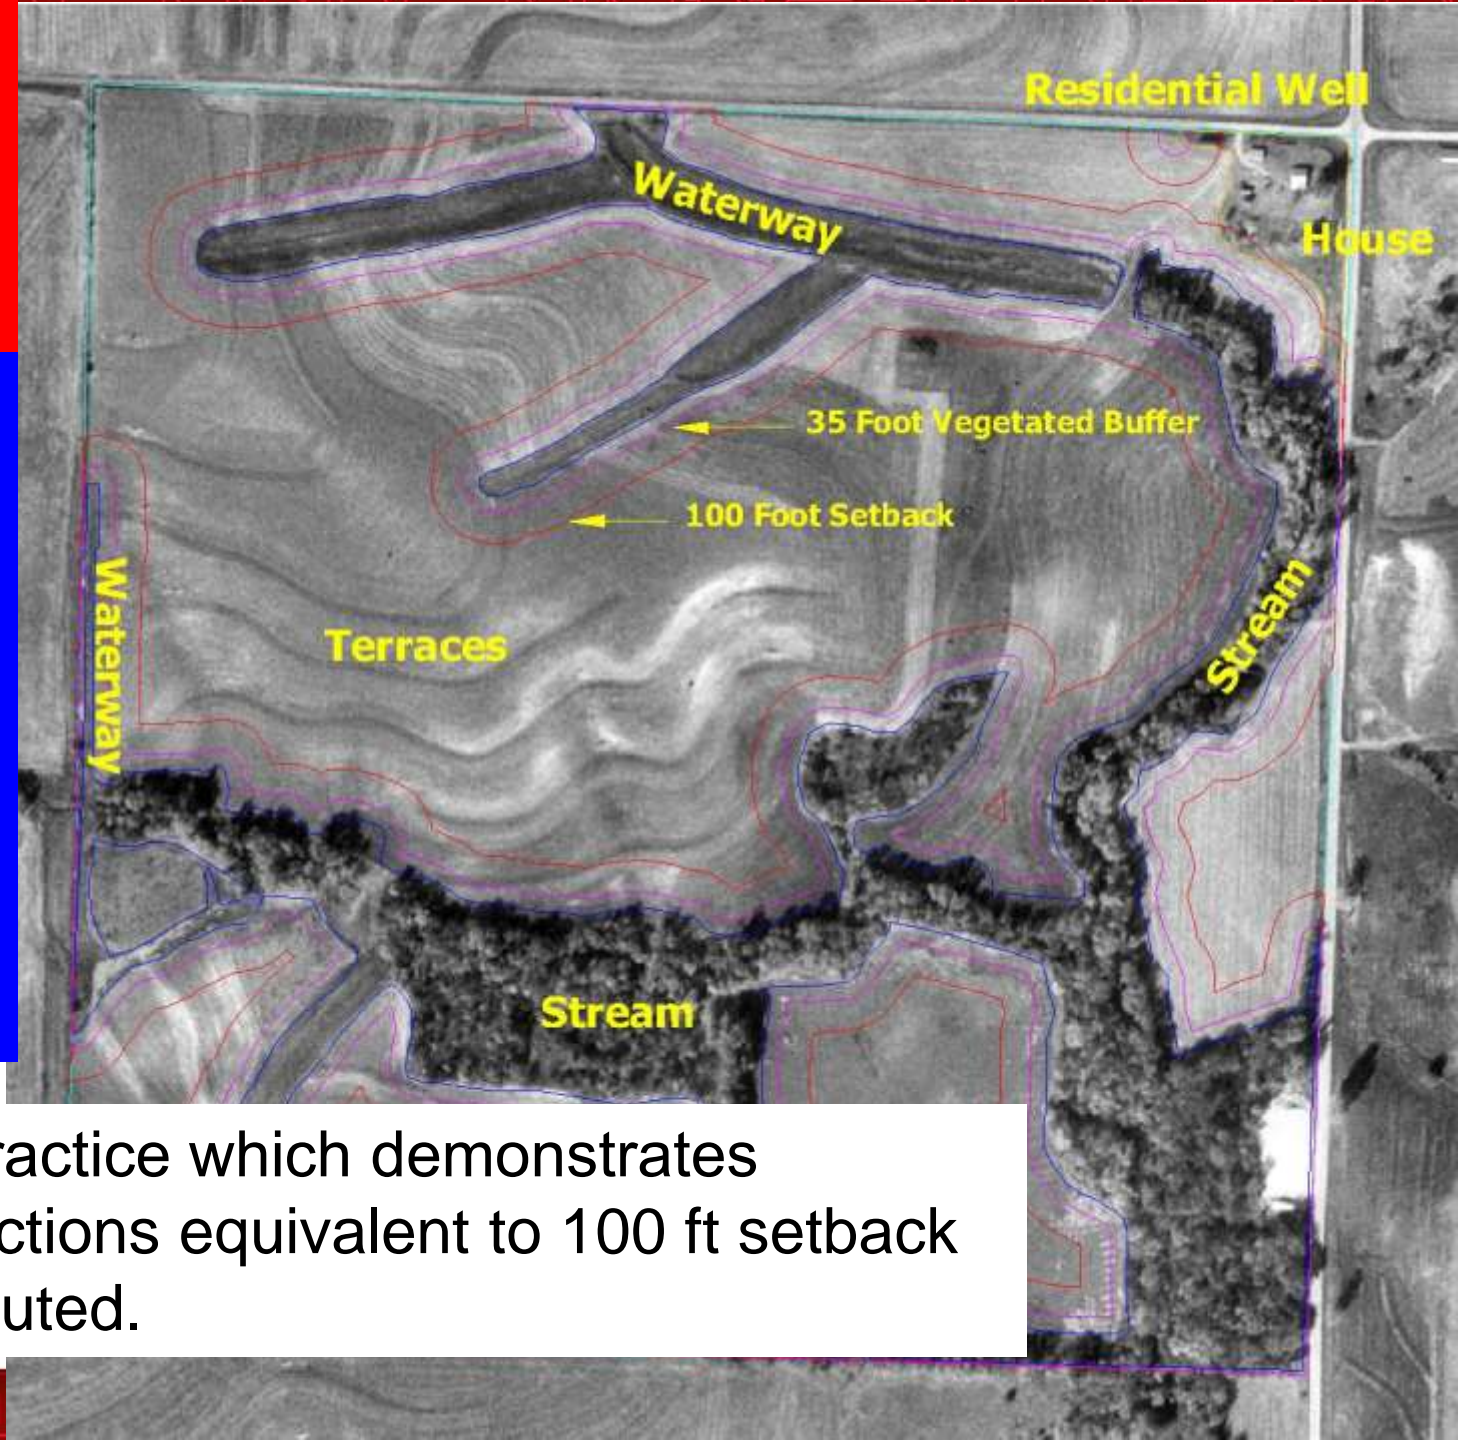 Residential Well
Waterway
House
35 Foot Vegetated Buffer
100 Foot Setback
Waterway
Terraces
Stream
Stream
ractice which demonstrates
ctions equivalent to 100 ft setback
uted.